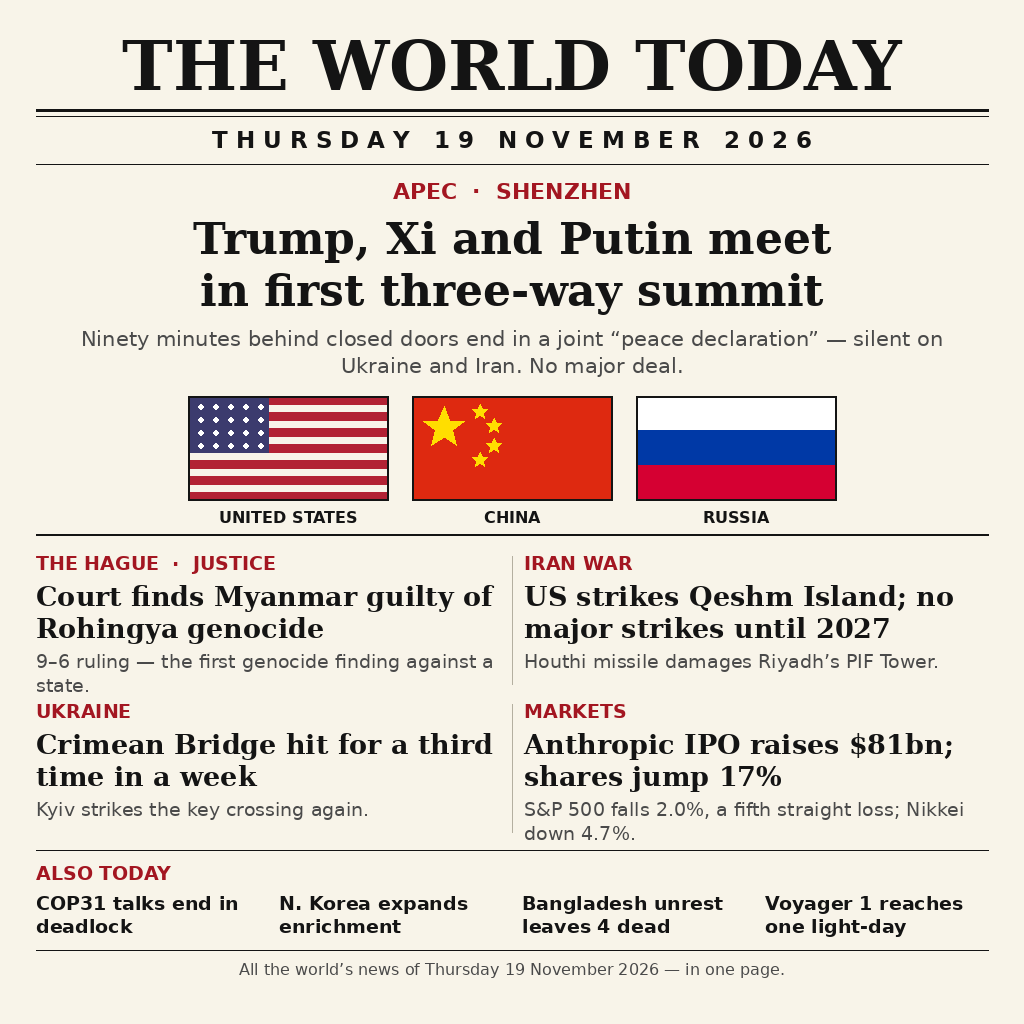 THE WORLD TODAY
THURSDAY 19 NOVEMBER 2026
APEC · SHENZHEN
Trump, Xi and Putin meet
in first three-way summit
Ninety minutes behind closed doors end in a joint “peace declaration” — silent on
Ukraine and Iran. No major deal.
UNITED STATES
CHINA
RUSSIA
THE HAGUE · JUSTICE
Court finds Myanmar guilty of
Rohingya genocide
9–6 ruling — the first genocide finding against a
state.
IRAN WAR
US strikes Qeshm Island; no
major strikes until 2027
Houthi missile damages Riyadh’s PIF Tower.
UKRAINE
Crimean Bridge hit for a third
time in a week
Kyiv strikes the key crossing again.
MARKETS
Anthropic IPO raises $81bn;
shares jump 17%
S&P 500 falls 2.0%, a fifth straight loss; Nikkei
down 4.7%.
ALSO TODAY
COP31 talks end in
deadlock
N. Korea expands
enrichment
Bangladesh unrest
leaves 4 dead
Voyager 1 reaches
one light-day
All the world’s news of Thursday 19 November 2026 — in one page.